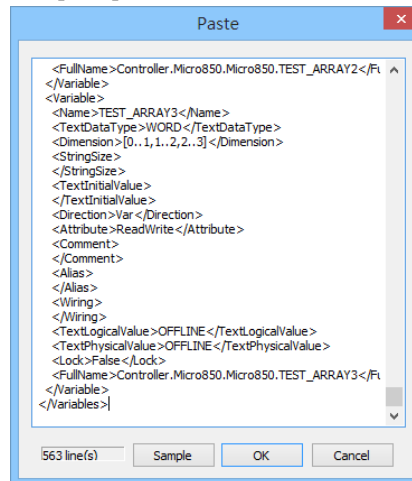 Paste
<FullName>Controller.Micro850.Micro850.TEST_ARRAY2</Fu
</Variable>
<Variable>
<Name>TEST_ARRAY3</Name>
<TextDataType>WORD</TextDataType>
<Dimension>[0..1,1..2,2..3]</Dimension>
<StringSize>
</StringSize>
<TextInitialValue>
</TextInitialValue>
<Direction>Var</Direction>
<Attribute>ReadWrite</Attribute>
<Comment>
</Comment>
<Alias>
</Alias>
<Wiring>
</Wiring>
<TextLogicalValue>OFFLINE</TextLogicalValue>
<TextPhysicalValue>OFFLINE</TextPhysicalValue>
<Lock>False</Lock>
<FullName>Controller.Micro850.Micro850.TEST_ARRAY3</Fu
</Variable>
</Variables>
563 line(s) Sample OK Cancel